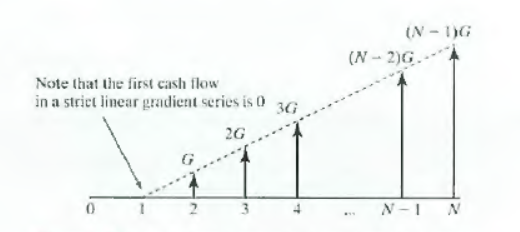 (N − 1)G
(N − 2)G
Note that the first cash flow
in a strict linear gradient series is 0
3G
2G
G
0 1 2 3 4 ... N − 1 N